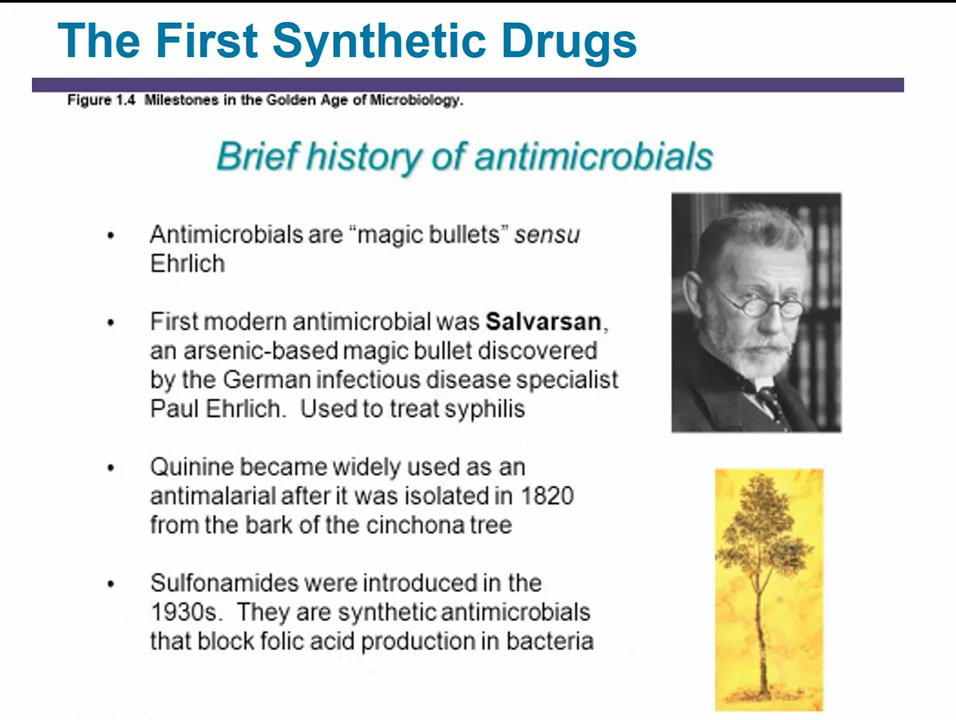 The First Synthetic Drugs
Figure 1.4 Milestones in the Golden Age of Microbiology.
Brief history of antimicrobials
• Antimicrobials are “magic bullets” sensu
Ehrlich
• First modern antimicrobial was Salvarsan,
an arsenic-based magic bullet discovered
by the German infectious disease specialist
Paul Ehrlich. Used to treat syphilis
• Quinine became widely used as an
antimalarial after it was isolated in 1820
from the bark of the cinchona tree
• Sulfonamides were introduced in the
1930s. They are synthetic antimicrobials
that block folic acid production in bacteria